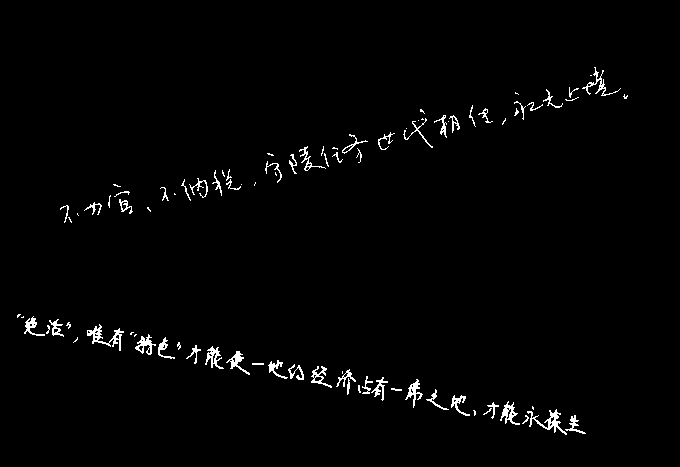 不为官、不纳税,守陵任务世代相传,永无止境。
“绝活”,唯有“特色”才能使一地的经济占有一席之地、才能永葆生